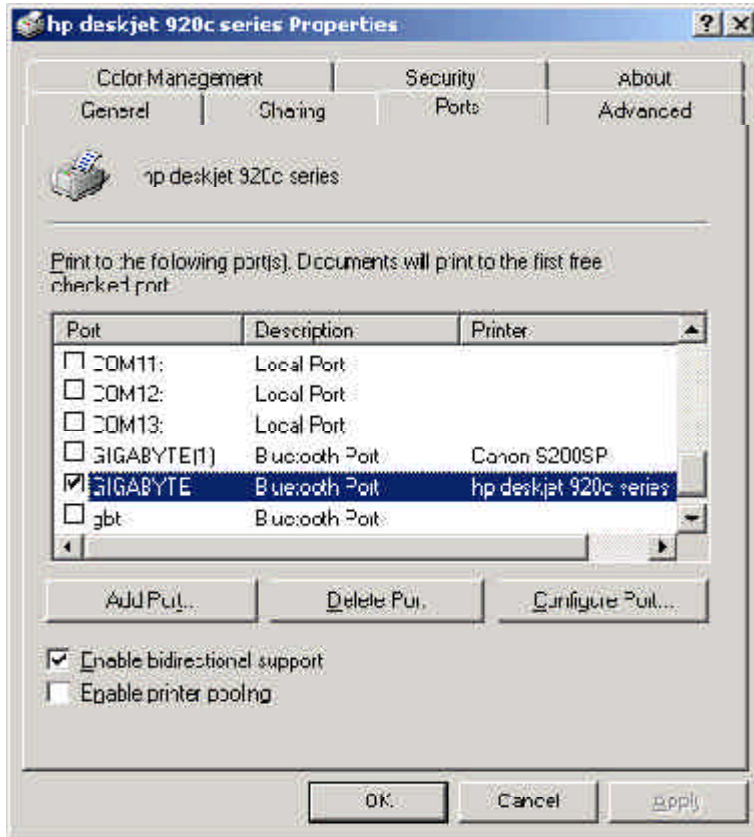 hp deskjet 920c series Properties
Color Management Security About
General Sharing Ports Advanced
hp deskjet 920c series
Print to the following port(s). Documents will print to the first free
checked port
Port Description Printer
COM11: Local Port
COM12: Local Port
COM13: Local Port
GIGABYTE(1) Bluetooth Port Canon S200SP
GIGABYTE Bluetooth Port hp deskjet 920c series
gbt Bluetooth Port
Add Port... Delete Port Configure Port...
Enable bidirectional support
Enable printer pooling
OK Cancel Apply